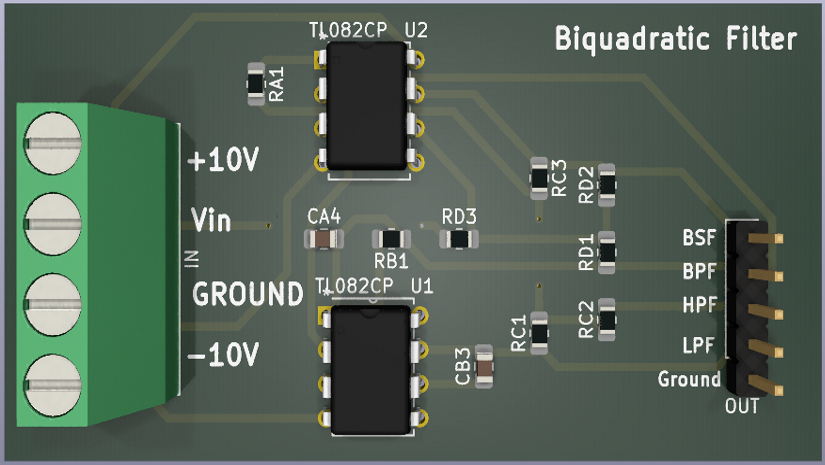 TL082CP U2
Biquadratic Filter
RA1
+10V
RC3
RD2
Vin
CA4
RD3
BSF
IN
RB1
RD1
BPF
GROUND
TL082CP U1
HPF
RC1
RC2
LPF
-10V
CB3
Ground
OUT